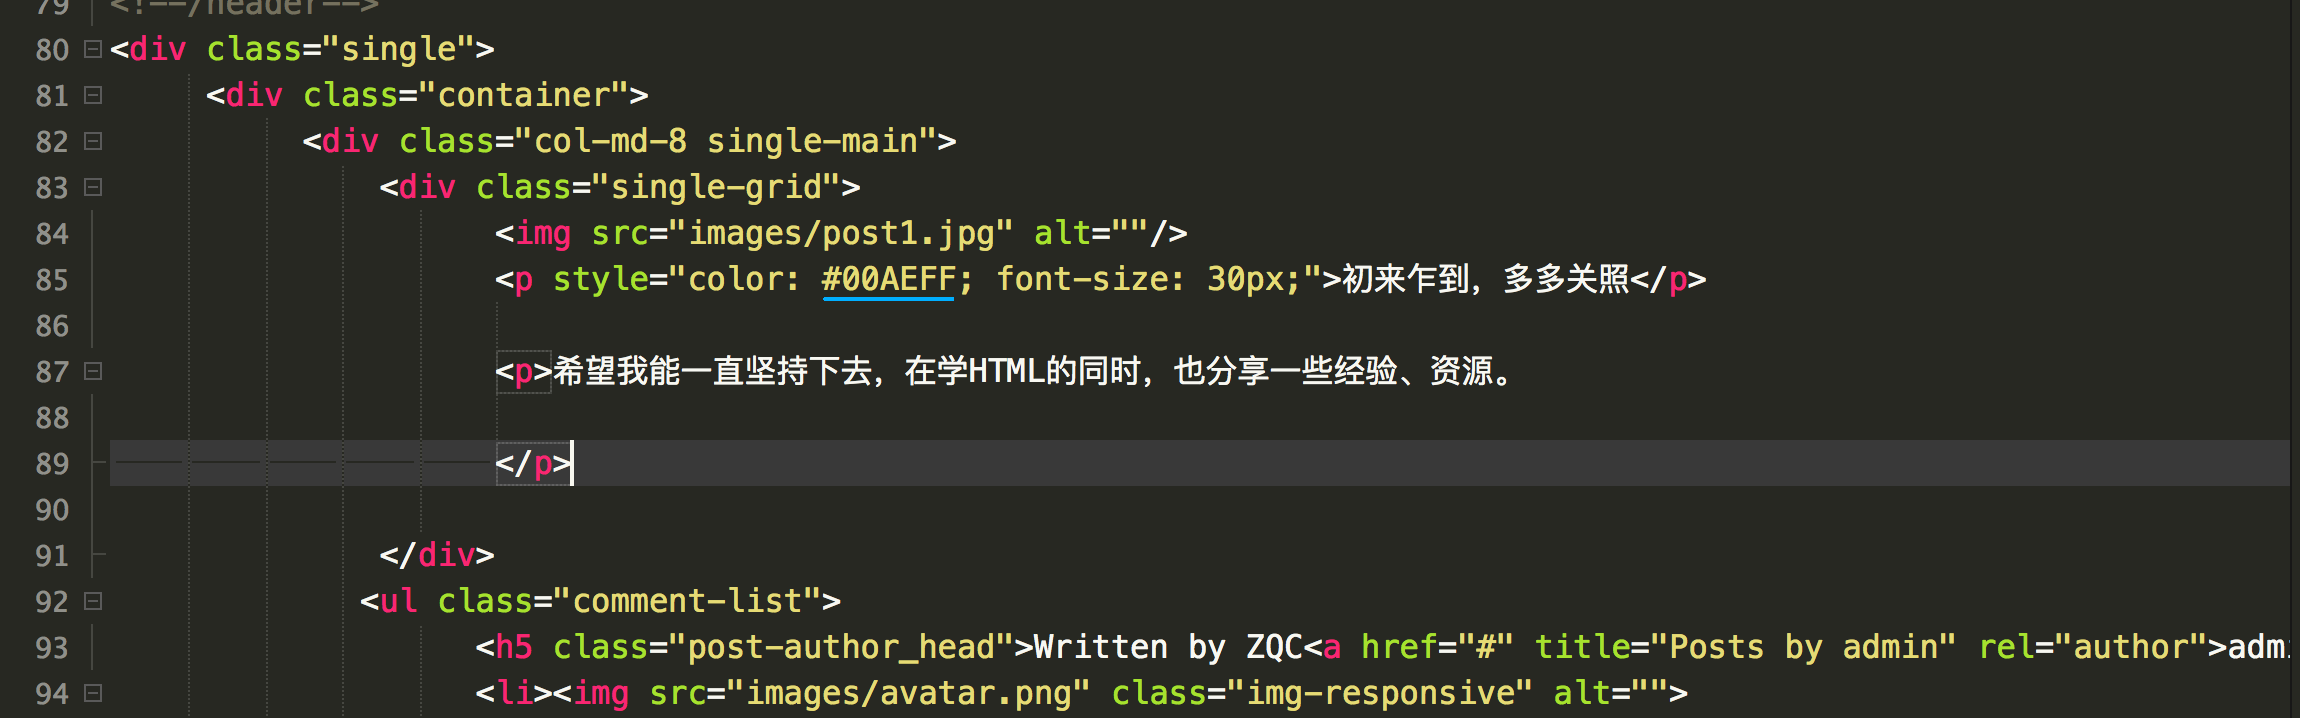 79 <!--/header-->
80 <div class="single">
81 <div class="container">
82 <div class="col-md-8 single-main">
83 <div class="single-grid">
84 <img src="images/post1.jpg" alt=""/>
85 <p style="color: #00AEFF; font-size: 30px;">初来乍到，多多关照</p>
86
87 <p>希望我能一直坚持下去，在学HTML的同时，也分享一些经验、资源。
88
89 </p>
90
91 </div>
92 <ul class="comment-list">
93 <h5 class="post-author_head">Written by ZQC<a href="#" title="Posts by admin" rel="author">admi
94 <li><img src="images/avatar.png" class="img-responsive" alt="">